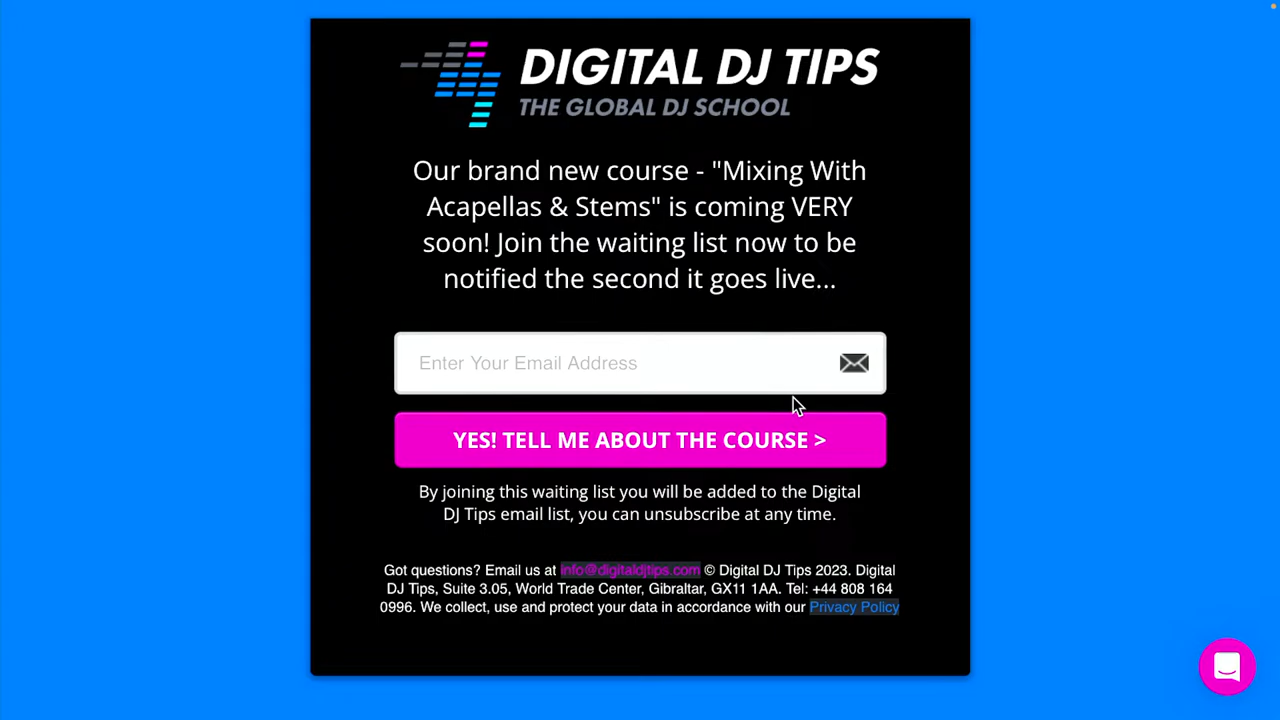 DIGITAL DJ TIPS
THE GLOBAL DJ SCHOOL
Our brand new course - "Mixing With
Acapellas & Stems" is coming VERY
soon! Join the waiting list now to be
notified the second it goes live...
Enter Your Email Address
YES! TELL ME ABOUT THE COURSE >
By joining this waiting list you will be added to the Digital
DJ Tips email list, you can unsubscribe at any time.
Got questions? Email us at info@digitaldjtips.com © Digital DJ Tips 2023. Digital
DJ Tips, Suite 3.05, World Trade Center, Gibraltar, GX11 1AA. Tel: +44 808 164
0996. We collect, use and protect your data in accordance with our Privacy Policy